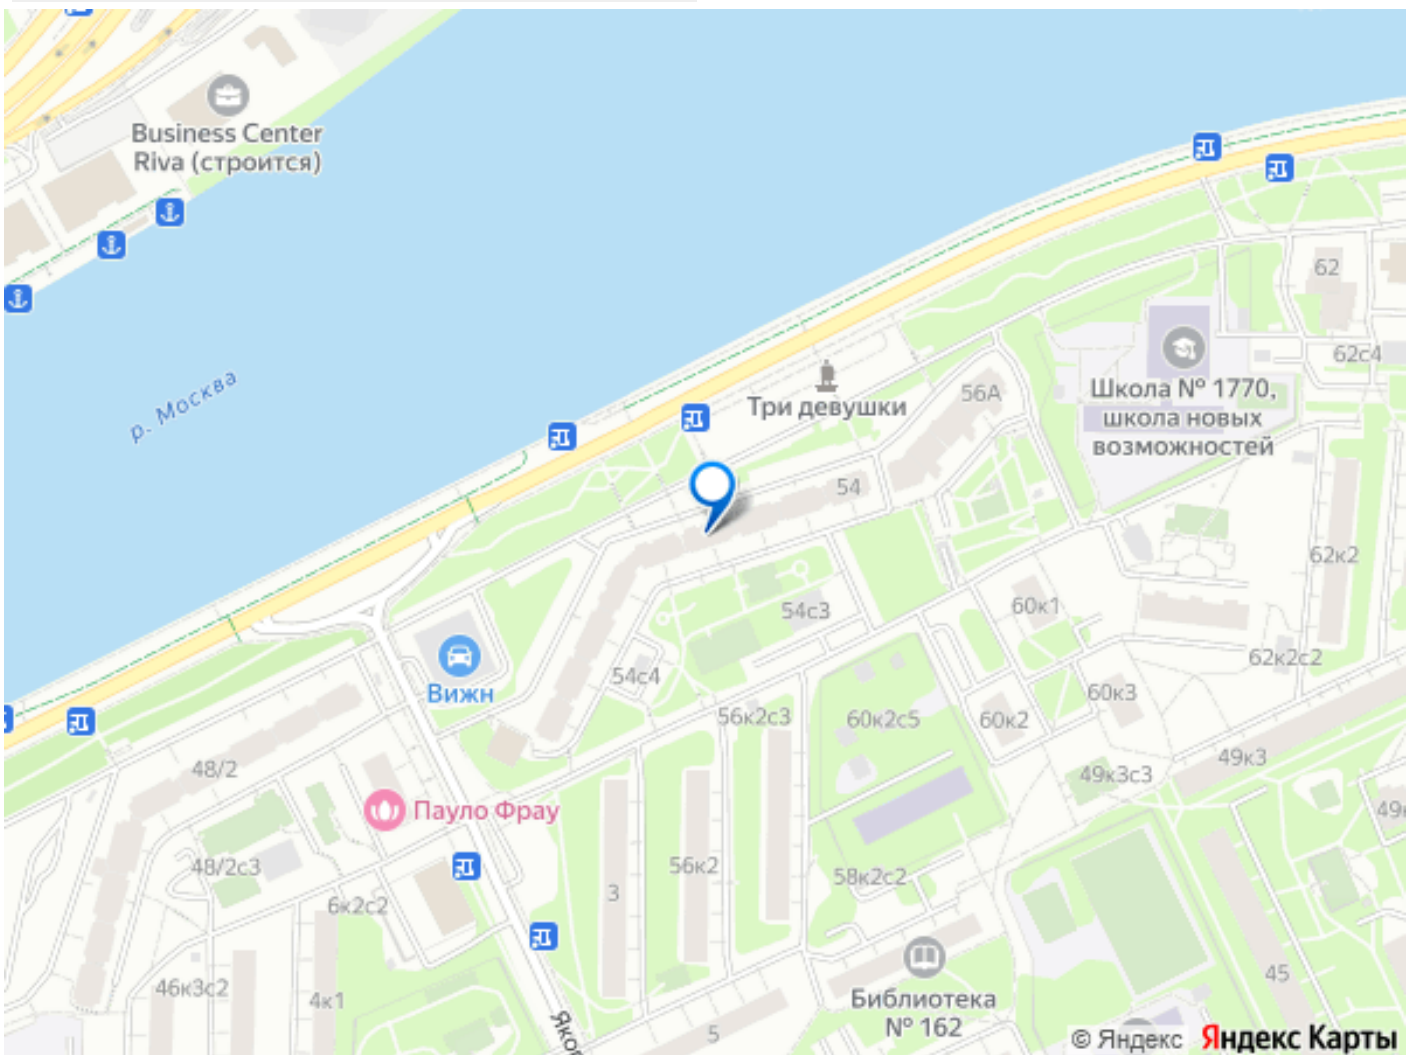 Business Center
Riva (строится)
р. Москва
62
62с4
Школа № 1770,
школа новых
возможностей
56А
Три девушки
54
62к2
54с3
60к1
62к2с2
54с4
Вижн
60к3
56к2с3
60к2с5
60к2
49к3
48/2
49к3с3
Пауло Фрау
48/2с3
56к2
58к2с2
3
45
6к2с2
46к3с2
4к1
Библиотека
№ 162
5
© Яндекс Яндекс Карты